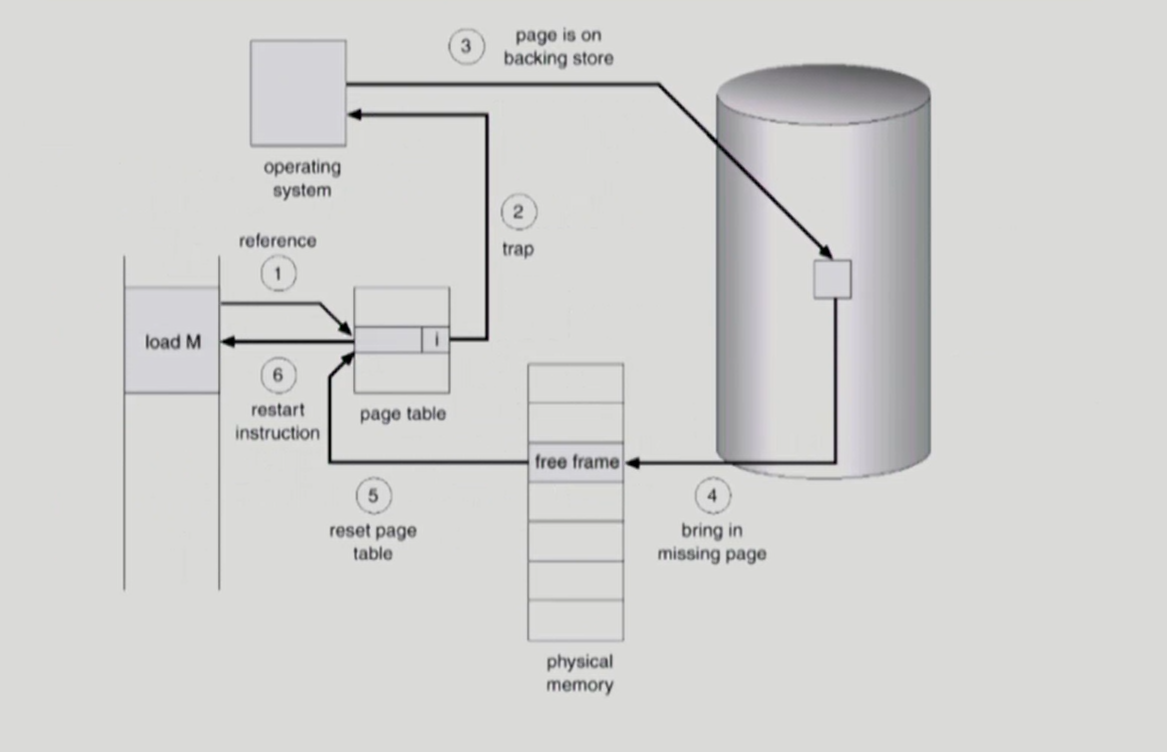 3
page is on
backing store
operating
system
2
trap
reference
1
load M
i
6
restart
instruction
page table
free frame
5
reset page
table
4
bring in
missing page
physical
memory